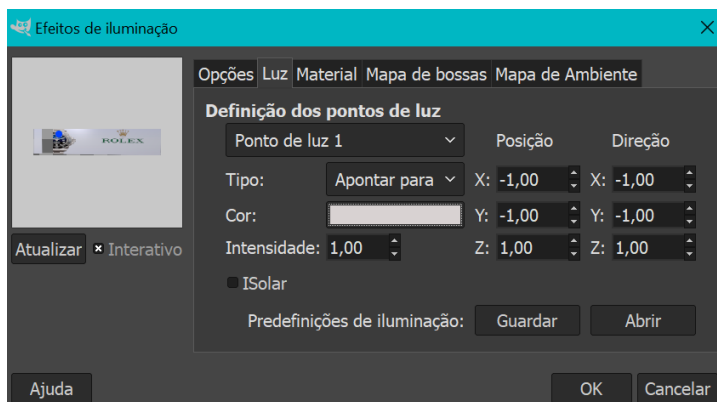 Efeitos de iluminação
Opções Luz Material Mapa de bossas Mapa de Ambiente
Definição dos pontos de luz
Ponto de luz 1 Posição Direção
Tipo: Apontar para X: -1,00 X: -1,00
Cor: Y: -1,00 Y: -1,00
Intensidade: 1,00 Z: 1,00 Z: 1,00
ISolar
Predefinições de iluminação: Guardar Abrir
ROLEX
Atualizar Interativo
Ajuda OK Cancelar